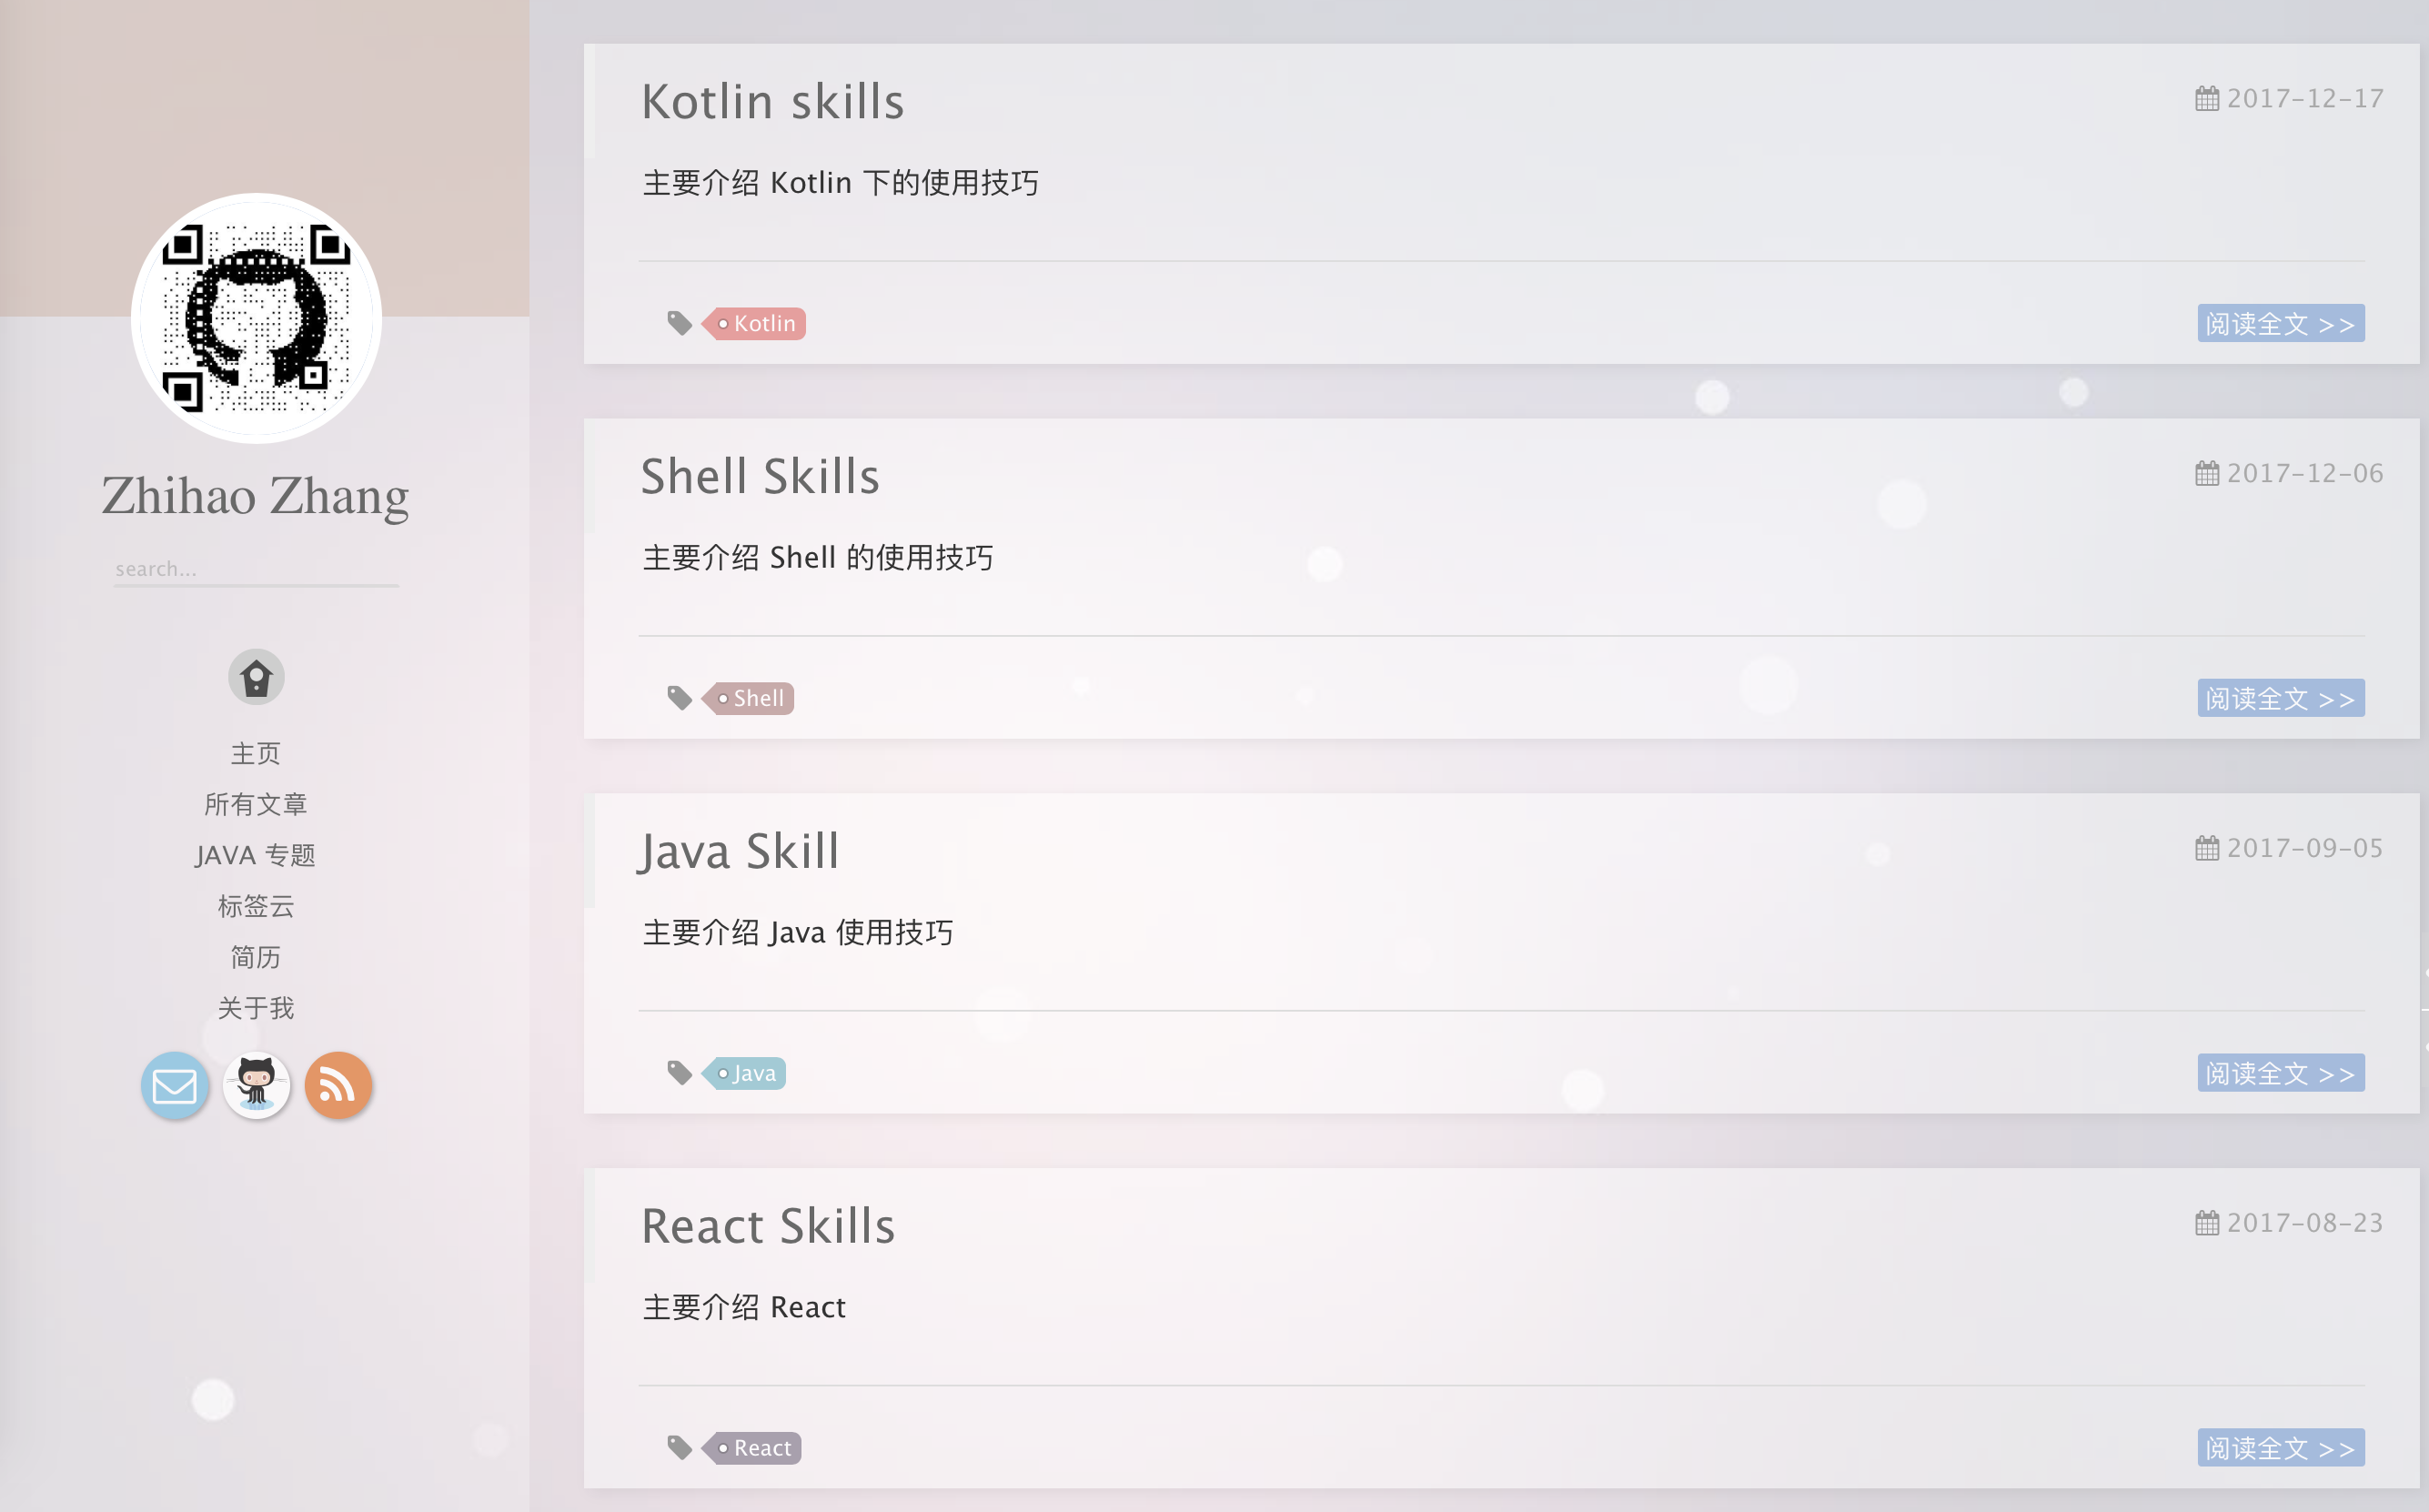 Zhihao Zhang
search...
主页
所有文章
JAVA 专题
标签云
简历
关于我
Kotlin skills
2017-12-17
主要介绍 Kotlin 下的使用技巧
Kotlin
阅读全文 >>
Shell Skills
2017-12-06
主要介绍 Shell 的使用技巧
Shell
阅读全文 >>
Java Skill
2017-09-05
主要介绍 Java 使用技巧
Java
阅读全文 >>
React Skills
2017-08-23
主要介绍 React
React
阅读全文 >>